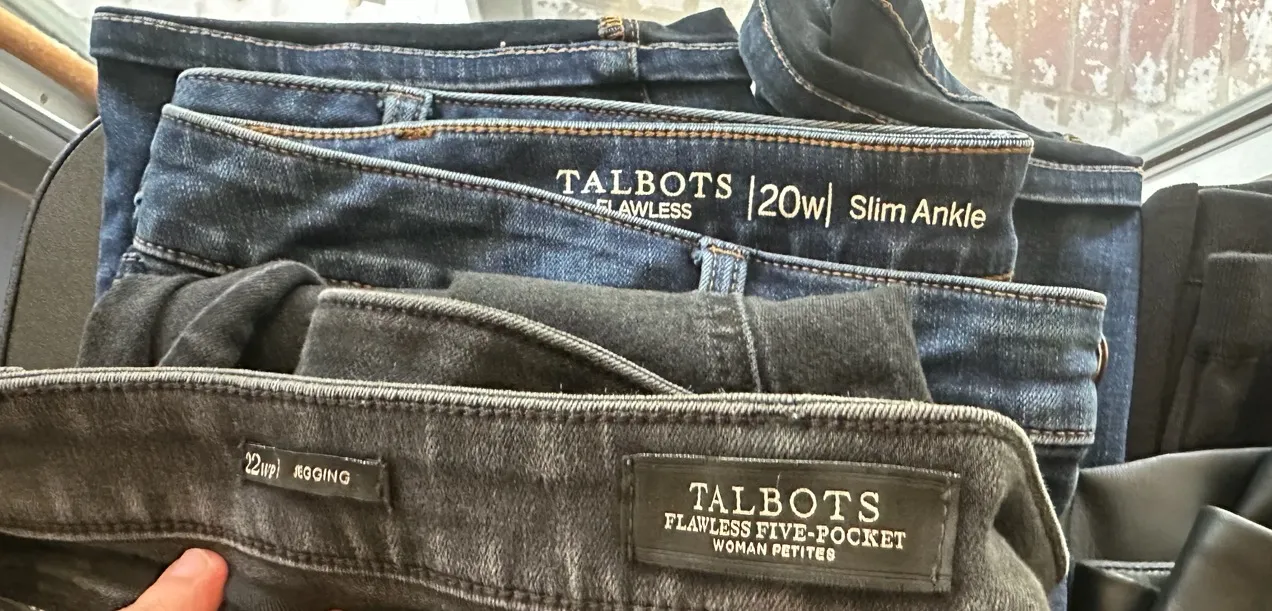 TALBOTS |20W| Slim Ankle
FLAWLESS
22WP| JEGGING
TALBOTS
FLAWLESS FIVE-POCKET
WOMAN PETITES